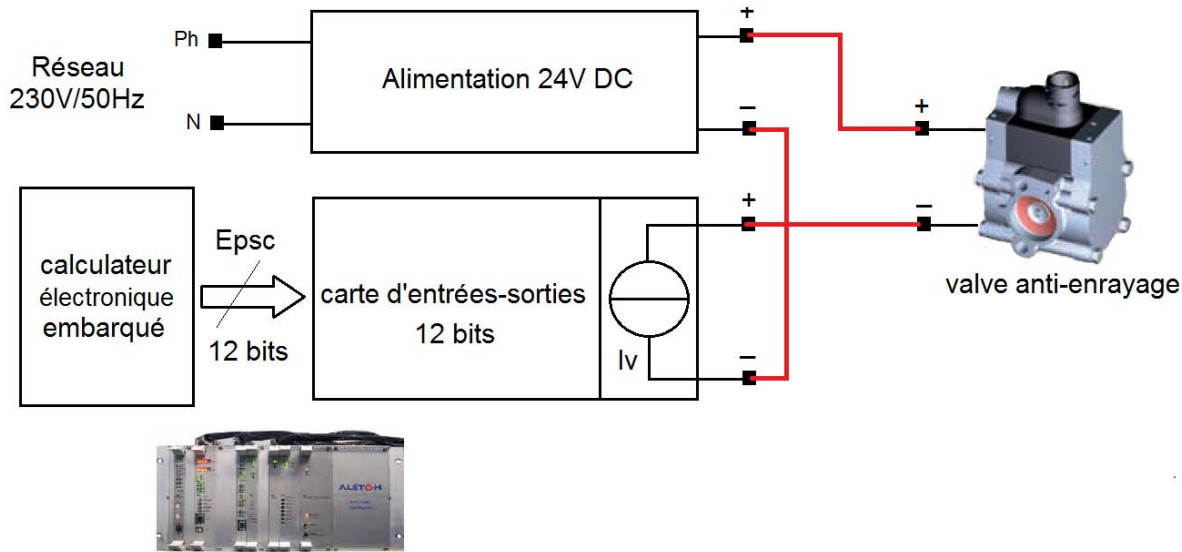 Réseau
230V/50Hz
Ph
N
Alimentation 24V DC
+
−
+
−
valve anti-enrayage
calculateur
électronique
embarqué
Epsc
12 bits
carte d'entrées-sorties
12 bits
Iv
+
−
ALSTOM